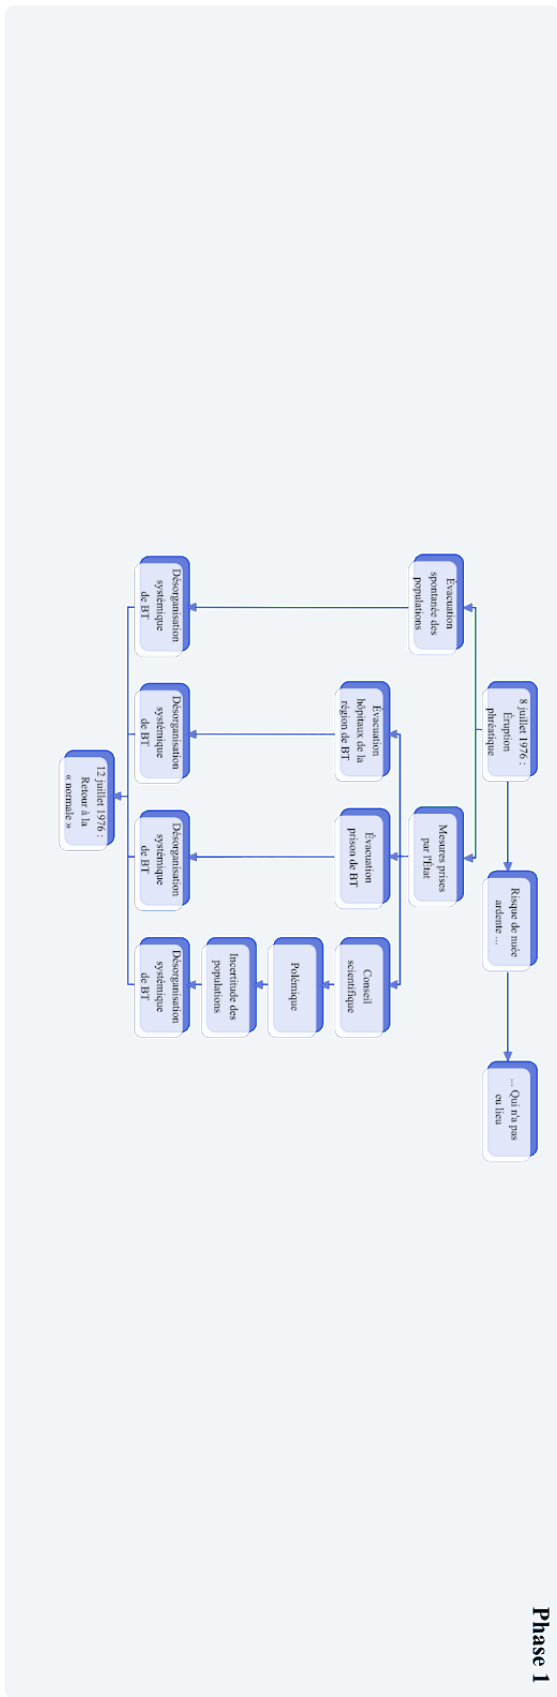 Phase 1
8 juillet 1976 :
Éruption
phréatique
Risque de nuée
ardente ...
... Qui n'a pas
eu lieu
Évacuation
spontanée des
populations
Mesures prises
par l'État
Évacuation
hôpitaux de la
région de BT
Évacuation
prison de BT
Conseil
scientifique
Polémique
Incertitude des
populations
Désorganisation
systémique
de BT
Désorganisation
systémique
de BT
Désorganisation
systémique
de BT
Désorganisation
systémique
de BT
12 juillet 1976 :
Retour à la
« normale »